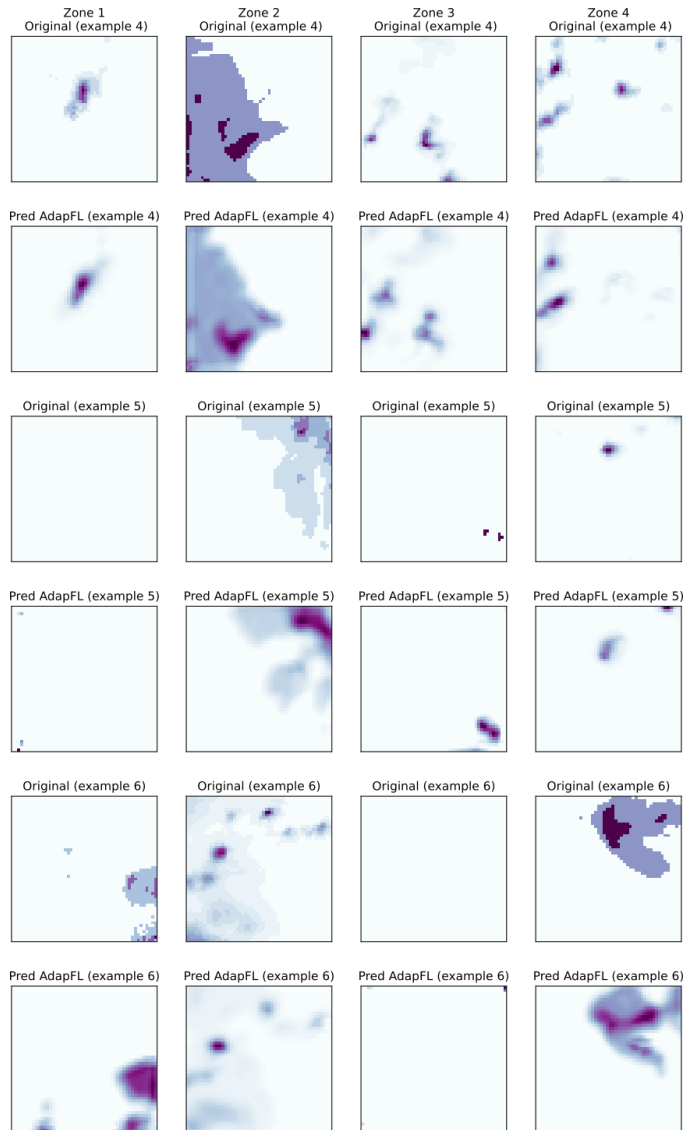 Zone 1
Original (example 4)
Zone 2
Original (example 4)
Zone 3
Original (example 4)
Zone 4
Original (example 4)
Pred AdapFL (example 4)
Pred AdapFL (example 4)
Pred AdapFL (example 4)
Pred AdapFL (example 4)
Original (example 5)
Original (example 5)
Original (example 5)
Original (example 5)
Pred AdapFL (example 5)
Pred AdapFL (example 5)
Pred AdapFL (example 5)
Pred AdapFL (example 5)
Original (example 6)
Original (example 6)
Original (example 6)
Original (example 6)
Pred AdapFL (example 6)
Pred AdapFL (example 6)
Pred AdapFL (example 6)
Pred AdapFL (example 6)